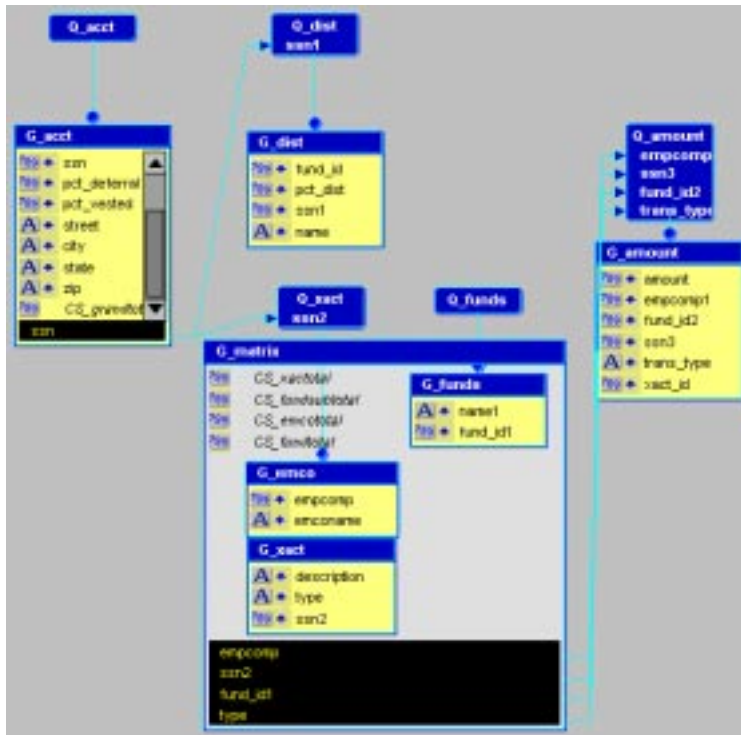 Q_acct
Q_dist
ssn1
G_acct
ssn
pct_deferral
pct_vested
A street
A city
A state
A zip
ssn
G_dist
fund_id
pct_dist
ssn1
A name
Q_amount
empcomp
ssn3
fund_id2
trans_type
G_amount
amount
empcomp1
fund_id2
ssn3
A trans_type
xact_id
Q_xact
ssn2
Q_funds
G_matrix
CS_xacttotal
CS_fundsubtotal
CS_emcototal
G_funds
A name1
fund_id1
G_emco
empcomp
A emconame
G_xact
A description
A type
ssn2
empcomp
ssn2
fund_id1
type